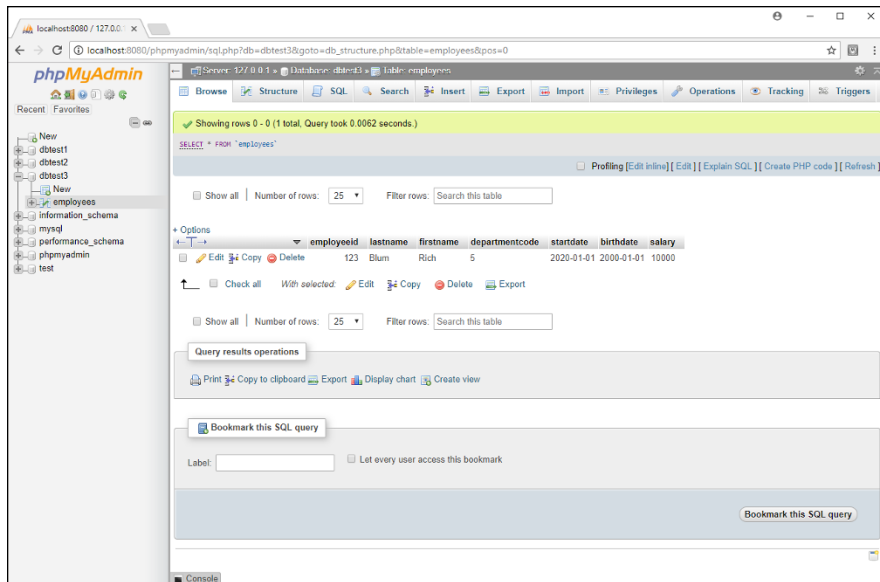 localhost:8080 / 127.0.0.1
localhost:8080/phpmyadmin/sql.php?db=dbtest3&goto=db_structure.php&table=employees&pos=0
phpMyAdmin
Recent Favorites
New
dbtest1
dbtest2
dbtest3
New
employees
information_schema
mysql
performance_schema
phpmyadmin
test
Server: 127.0.0.1 » Database: dbtest3 » Table: employees
Browse Structure SQL Search Insert Export Import Privileges Operations Tracking Triggers
Showing rows 0 - 0 (1 total, Query took 0.0062 seconds.)
SELECT * FROM `employees`
Profiling [Edit inline] [ Edit ] [ Explain SQL ] [ Create PHP code ] [ Refresh ]
Show all | Number of rows: 25 Filter rows: Search this table
+ Options
employeeid lastname firstname departmentcode startdate birthdate salary
Edit Copy Delete 123 Blum Rich 5 2020-01-01 2000-01-01 10000
Check all With selected: Edit Copy Delete Export
Show all | Number of rows: 25 Filter rows: Search this table
Query results operations
Print Copy to clipboard Export Display chart Create view
Bookmark this SQL query
Label: Let every user access this bookmark
Bookmark this SQL query
Console